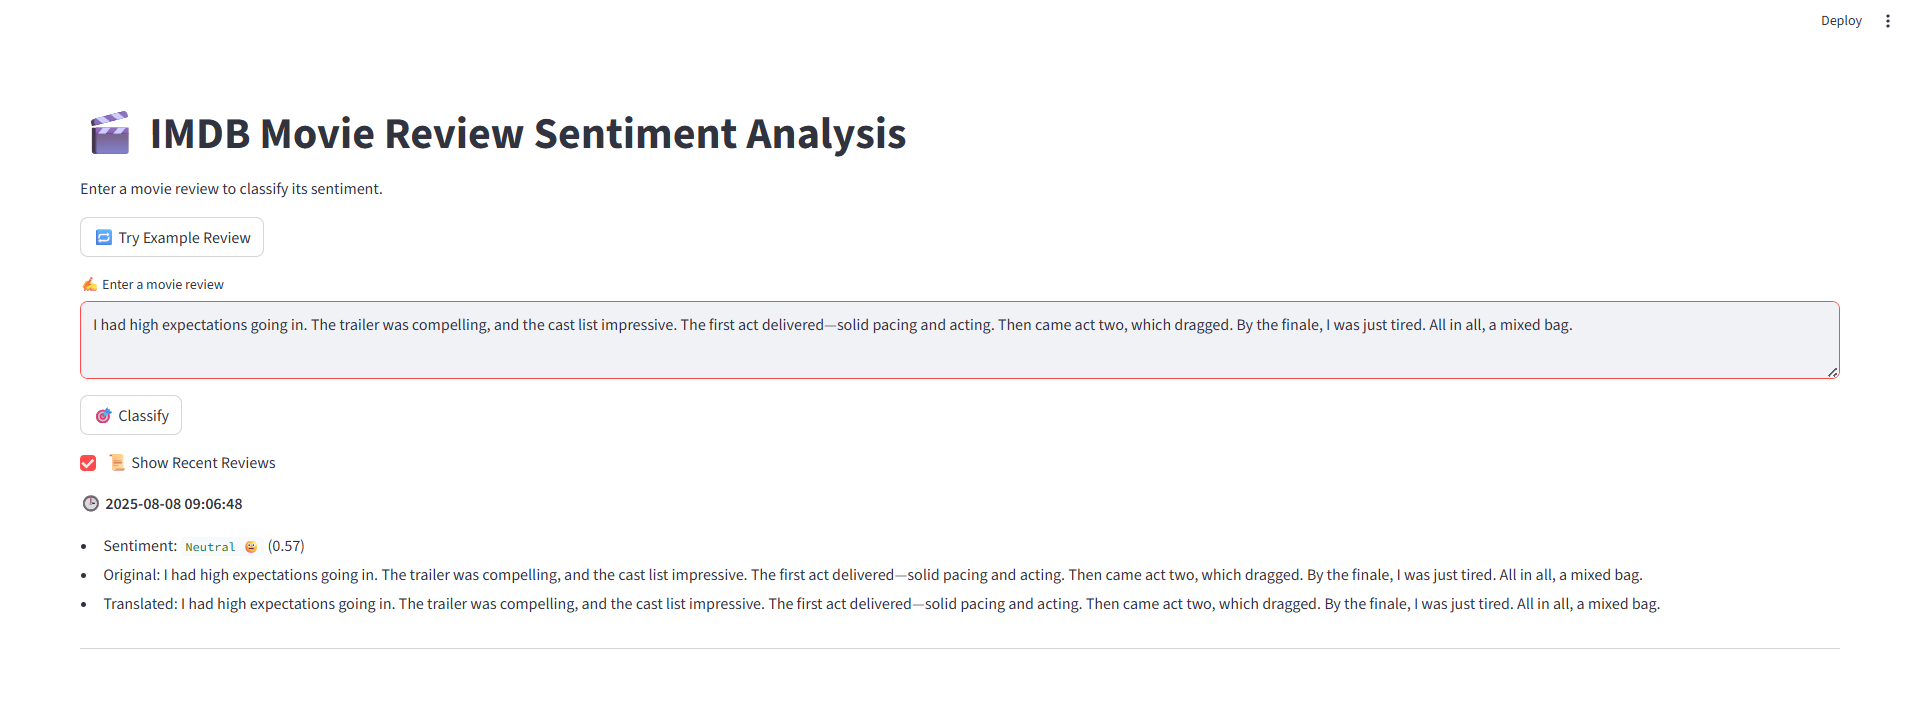 Deploy
🎬 IMDB Movie Review Sentiment Analysis
Enter a movie review to classify its sentiment.
🔁 Try Example Review
✍️ Enter a movie review
I had high expectations going in. The trailer was compelling, and the cast list impressive. The first act delivered—solid pacing and acting. Then came act two, which dragged. By the finale, I was just tired. All in all, a mixed bag.
🎯 Classify
📜 Show Recent Reviews
🕒 2025-08-08 09:06:48
• Sentiment: Neutral 😐 (0.57)
• Original: I had high expectations going in. The trailer was compelling, and the cast list impressive. The first act delivered—solid pacing and acting. Then came act two, which dragged. By the finale, I was just tired. All in all, a mixed bag.
• Translated: I had high expectations going in. The trailer was compelling, and the cast list impressive. The first act delivered—solid pacing and acting. Then came act two, which dragged. By the finale, I was just tired. All in all, a mixed bag.